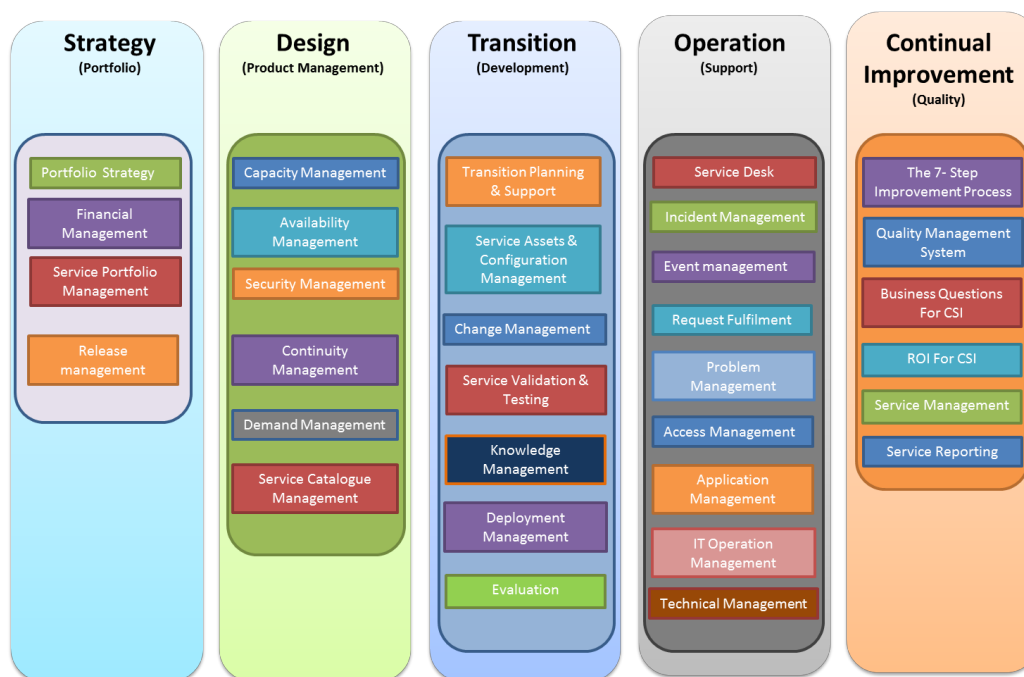 Strategy
(Portfolio)
Portfolio Strategy
Financial
Management
Service Portfolio
Management
Release
management
Design
(Product Management)
Capacity Management
Availability
Management
Security Management
Continuity
Management
Demand Management
Service Catalogue
Management
Transition
(Development)
Transition Planning
& Support
Service Assets &
Configuration
Management
Change Management
Service Validation &
Testing
Knowledge
Management
Deployment
Management
Evaluation
Operation
(Support)
Service Desk
Incident Management
Event management
Request Fulfilment
Problem
Management
Access Management
Application
Management
IT Operation
Management
Technical Management
Continual
Improvement
(Quality)
The 7- Step
Improvement Process
Quality Management
System
Business Questions
For CSI
ROI For CSI
Service Management
Service Reporting